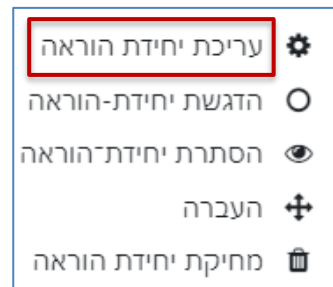 עריכת יחידת הוראה
הדגשת יחידת-הוראה
הסתרת יחידת־הוראה
העברה
מחיקת יחידת הוראה